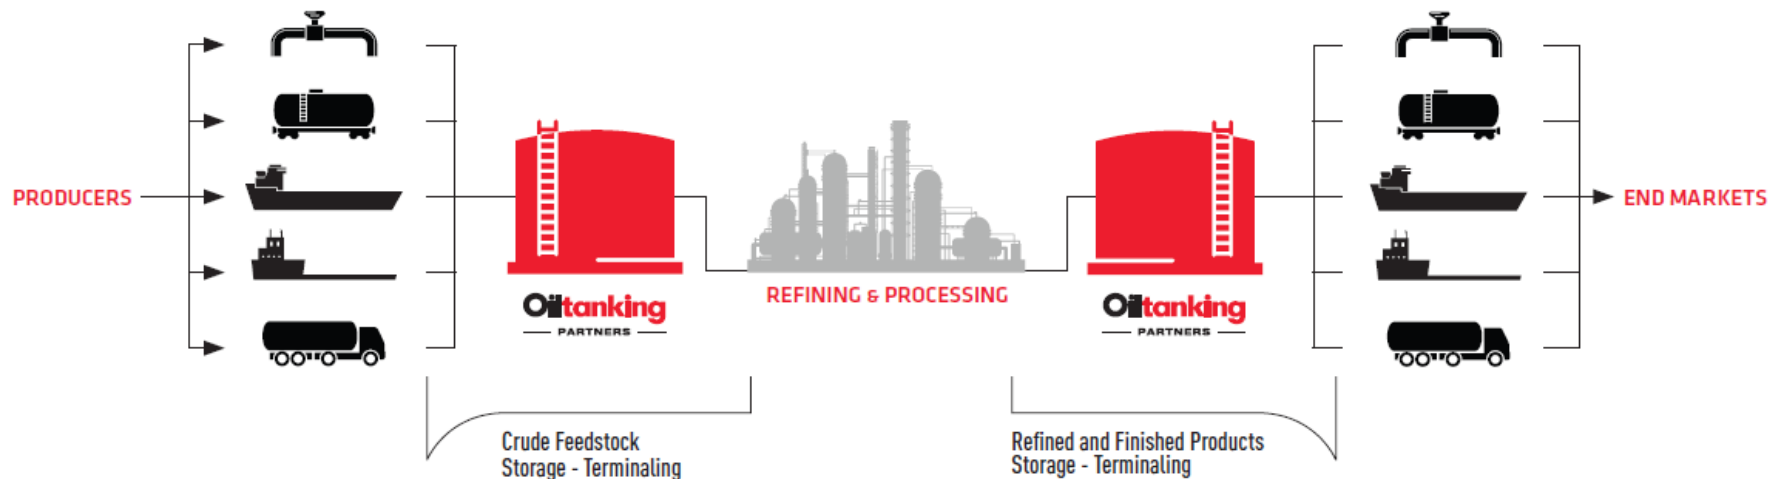 PRODUCERS
Oiltanking
PARTNERS
REFINING & PROCESSING
Oiltanking
PARTNERS
END MARKETS
Crude Feedstock
Storage - Terminaling
Refined and Finished Products
Storage - Terminaling